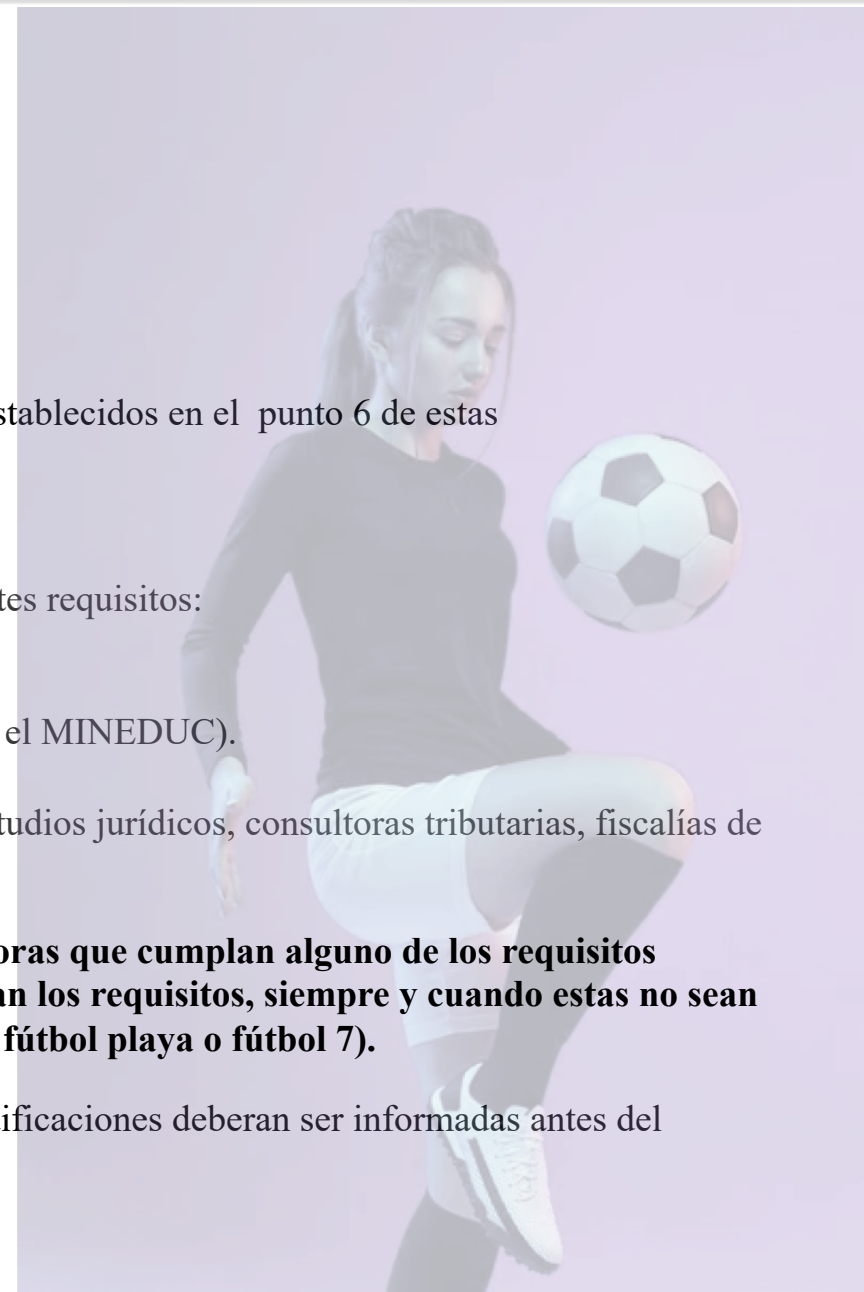 stablecidos en el  punto 6 de estas
tes requisitos:
el MINEDUC).
tudios jurídicos, consultoras tributarias, fiscalías de
oras que cumplan alguno de los requisitos
an los requisitos, siempre y cuando estas no sean
fútbol playa o fútbol 7).
ificaciones deberan ser informadas antes del